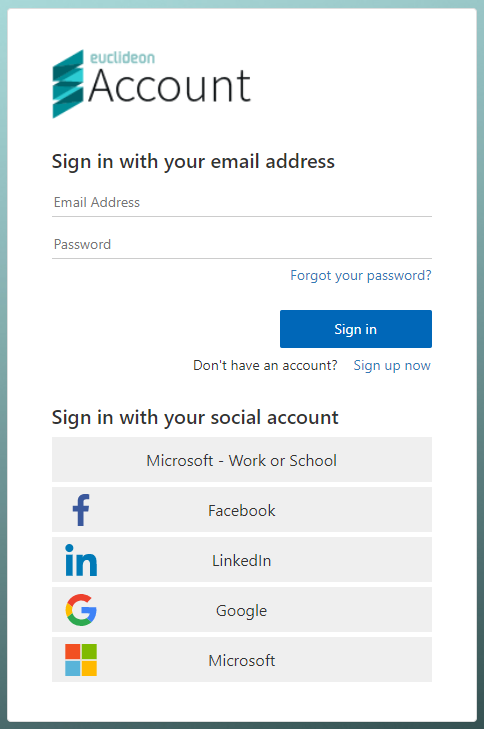 euclideon
Account
Sign in with your email address
Email Address
Password
Forgot your password?
Sign in
Don't have an account? Sign up now
Sign in with your social account
Microsoft - Work or School
Facebook
LinkedIn
Google
Microsoft